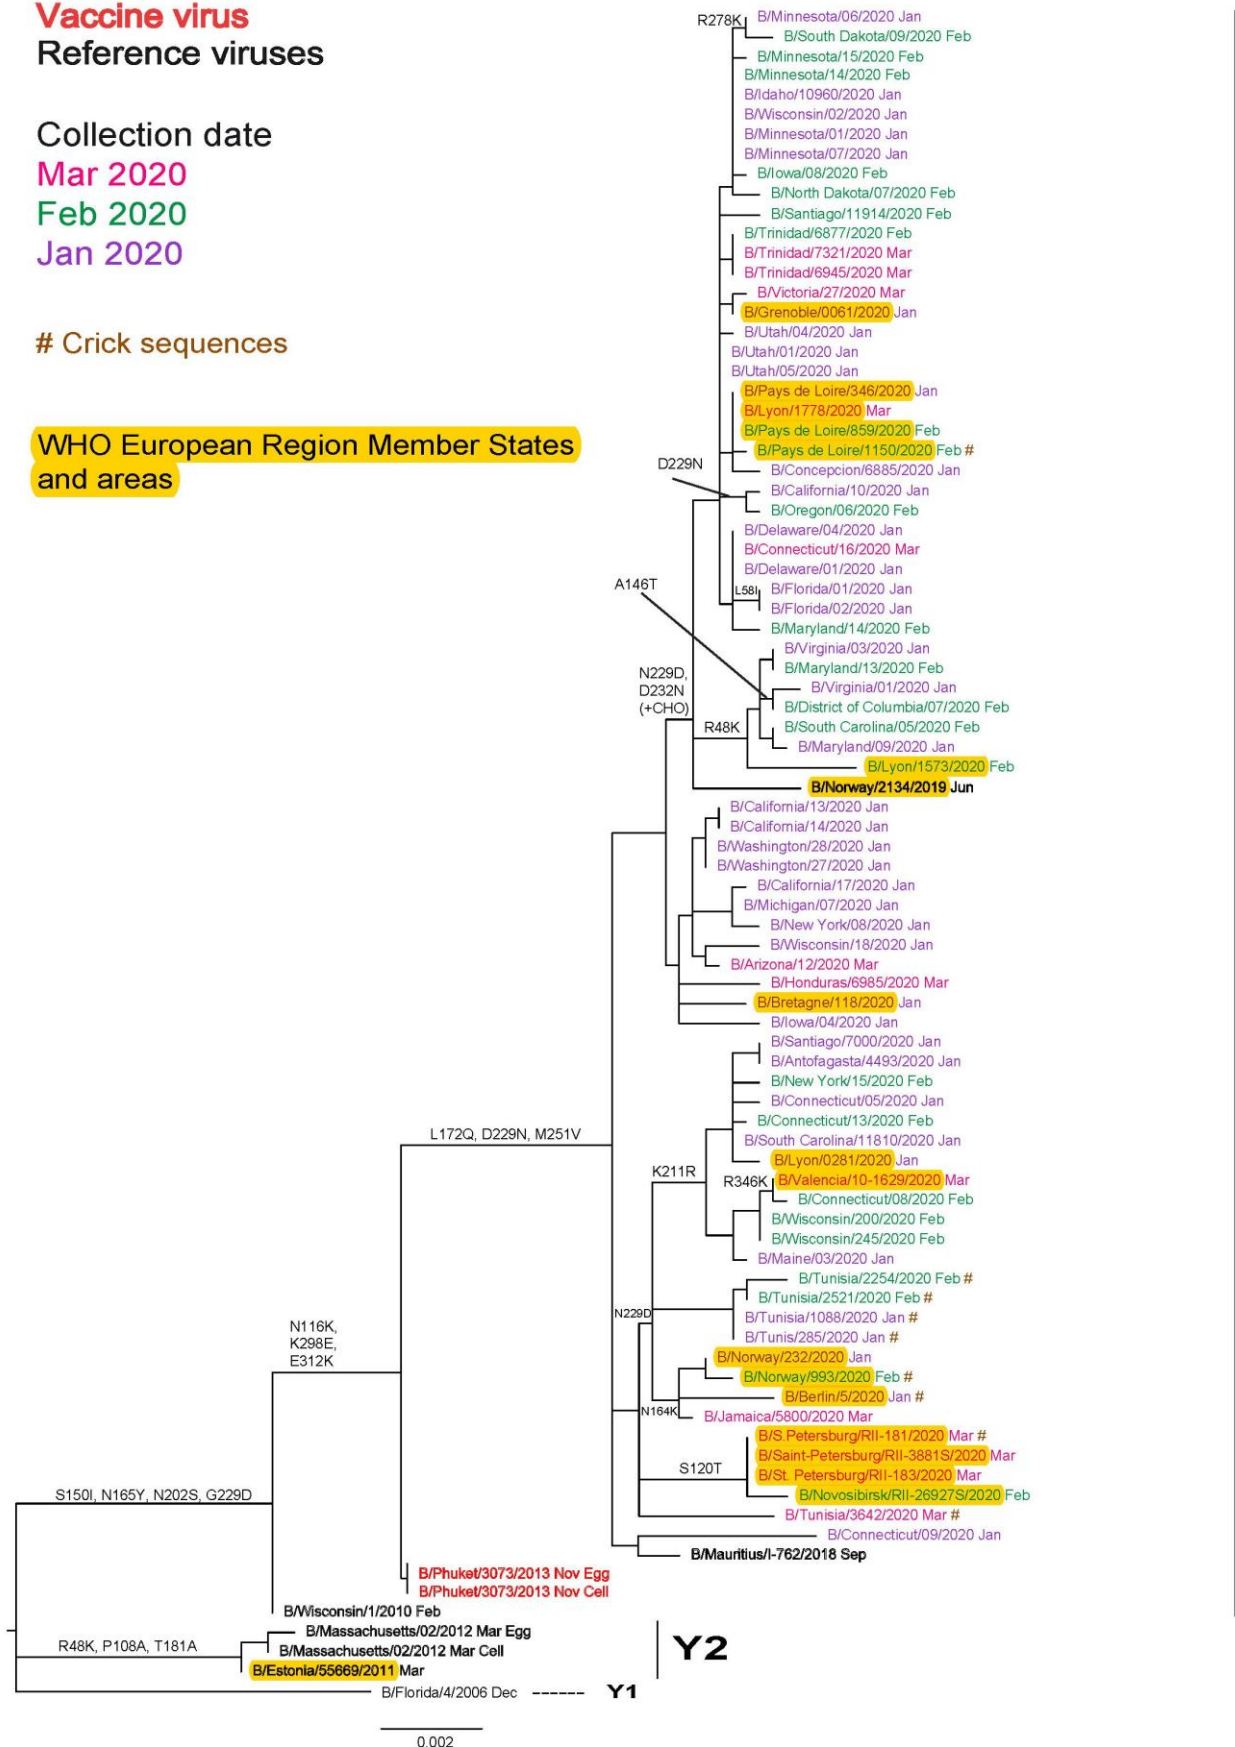 Vaccine virus
Reference viruses
Collection date
Mar 2020
Feb 2020
Jan 2020
# Crick sequences
WHO European Region Member States
and areas
R278K
B/Minnesota/06/2020 Jan
B/South Dakota/09/2020 Feb
B/Minnesota/15/2020 Feb
B/Minnesota/14/2020 Feb
B/Idaho/10960/2020 Jan
B/Wisconsin/02/2020 Jan
B/Minnesota/01/2020 Jan
B/Minnesota/07/2020 Jan
B/Iowa/08/2020 Feb
B/North Dakota/07/2020 Feb
B/Santiago/11914/2020 Feb
B/Trinidad/6877/2020 Feb
B/Trinidad/7321/2020 Mar
B/Trinidad/6945/2020 Mar
B/Victoria/27/2020 Mar
B/Grenoble/0061/2020 Jan
B/Utah/04/2020 Jan
B/Utah/01/2020 Jan
B/Utah/05/2020 Jan
B/Pays de Loire/346/2020 Jan
B/Lyon/1778/2020 Mar
B/Pays de Loire/859/2020 Feb
B/Pays de Loire/1150/2020 Feb #
D229N
B/Concepcion/6885/2020 Jan
B/California/10/2020 Jan
B/Oregon/06/2020 Feb
B/Delaware/04/2020 Jan
B/Connecticut/16/2020 Mar
B/Delaware/01/2020 Jan
A146T
L58I
B/Florida/01/2020 Jan
B/Florida/02/2020 Jan
B/Maryland/14/2020 Feb
B/Virginia/03/2020 Jan
B/Maryland/13/2020 Feb
N229D,
D232N
(+CHO)
B/Virginia/01/2020 Jan
B/District of Columbia/07/2020 Feb
R48K
B/South Carolina/05/2020 Feb
B/Maryland/09/2020 Jan
B/Lyon/1573/2020 Feb
B/Norway/2134/2019 Jun
B/California/13/2020 Jan
B/California/14/2020 Jan
B/Washington/28/2020 Jan
B/Washington/27/2020 Jan
B/California/17/2020 Jan
B/Michigan/07/2020 Jan
B/New York/08/2020 Jan
B/Wisconsin/18/2020 Jan
B/Arizona/12/2020 Mar
B/Honduras/6985/2020 Mar
B/Bretagne/118/2020 Jan
B/Iowa/04/2020 Jan
B/Santiago/7000/2020 Jan
B/Antofagasta/4493/2020 Jan
B/New York/15/2020 Feb
B/Connecticut/05/2020 Jan
B/Connecticut/13/2020 Feb
L172Q, D229N, M251V
B/South Carolina/11810/2020 Jan
B/Lyon/0281/2020 Jan
K211R
R346K
B/Valencia/10-1629/2020 Mar
B/Connecticut/08/2020 Feb
B/Wisconsin/200/2020 Feb
B/Wisconsin/245/2020 Feb
B/Maine/03/2020 Jan
B/Tunisia/2254/2020 Feb #
B/Tunisia/2521/2020 Feb #
N229D
B/Tunisia/1088/2020 Jan #
B/Tunis/285/2020 Jan #
N116K,
K298E,
E312K
B/Norway/232/2020 Jan
B/Norway/993/2020 Feb #
B/Berlin/5/2020 Jan #
N164K
B/Jamaica/5800/2020 Mar
B/S.Petersburg/RII-181/2020 Mar #
B/Saint-Petersburg/RII-3881S/2020 Mar
S120T
B/St. Petersburg/RII-183/2020 Mar
B/Novosibirsk/RII-26927S/2020 Feb
S150I, N165Y, N202S, G229D
B/Tunisia/3642/2020 Mar #
B/Connecticut/09/2020 Jan
B/Mauritius/I-762/2018 Sep
B/Phuket/3073/2013 Nov Egg
B/Phuket/3073/2013 Nov Cell
B/Wisconsin/1/2010 Feb
B/Massachusetts/02/2012 Mar Egg
R48K, P108A, T181A
B/Massachusetts/02/2012 Mar Cell
Y2
B/Estonia/55669/2011 Mar
B/Florida/4/2006 Dec
Y1
0.002